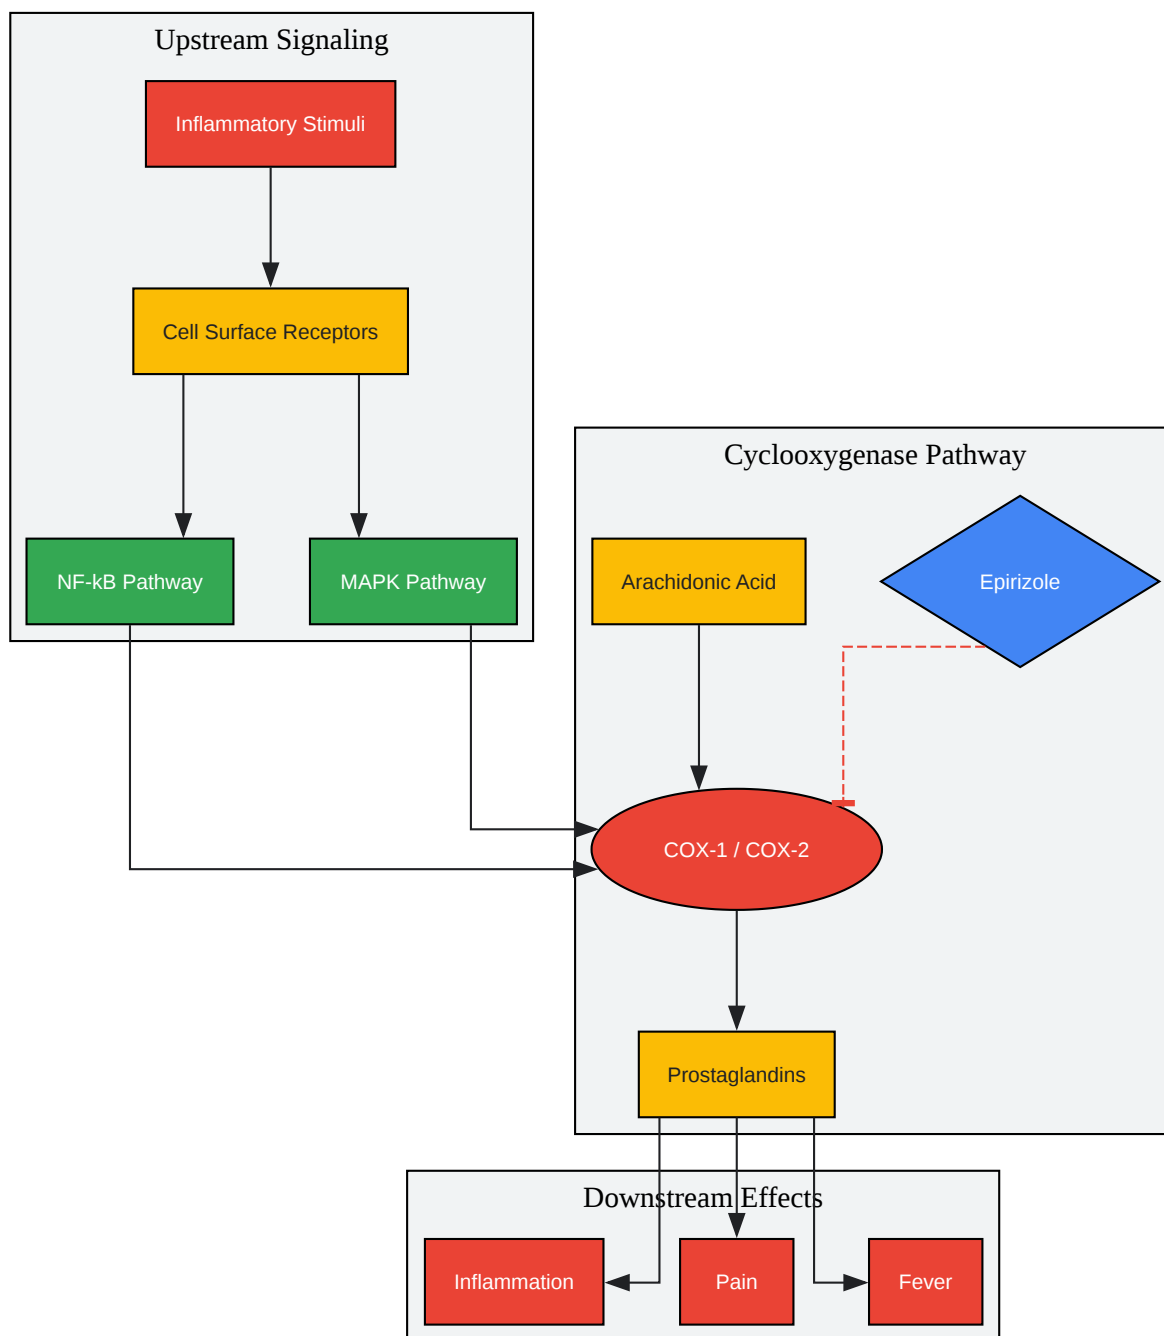 Upstream Signaling
Inflammatory Stimuli
Cell Surface Receptors
NF-kB Pathway
MAPK Pathway
Cyclooxygenase Pathway
Arachidonic Acid
Epirizole
COX-1 / COX-2
Prostaglandins
Downstream Effects
Inflammation
Pain
Fever